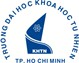 TRƯỜNG ĐẠI HỌC KHOA HỌC TỰ NHIÊN
KHTN
TP. HỒ CHÍ MINH